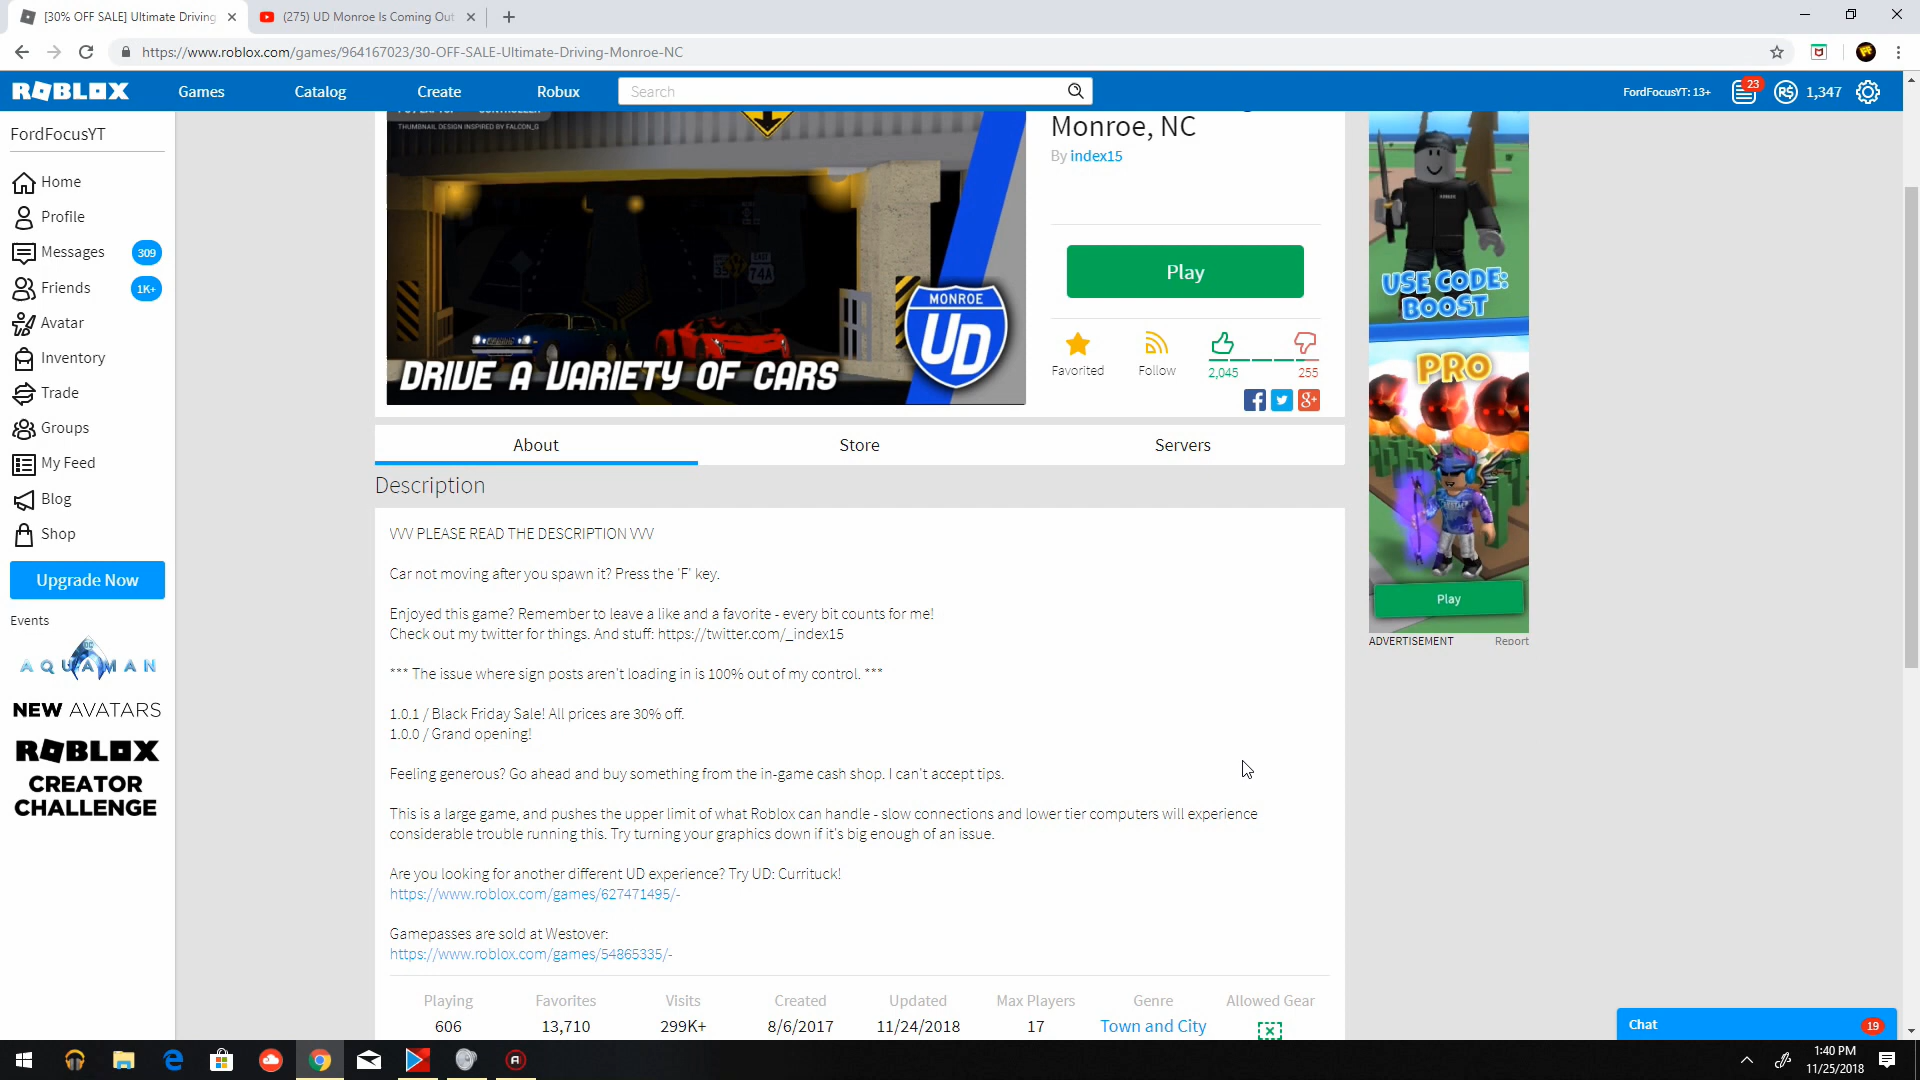 [30% OFF SALE] Ultimate Driving
(275) UD Monroe Is Coming Out
https://www.roblox.com/games/964167023/30-OFF-SALE-Ultimate-Driving-Monroe-NC
ROBLOX
Games
Catalog
Create
Robux
Search
FordFocusYT: 13+
23
R$
1,347
FordFocusYT
Home
Profile
Messages
309
Friends
1K+
Avatar
Inventory
Trade
Groups
My Feed
Blog
Shop
Upgrade Now
Events
DC
AQUAMAN
NEW AVATARS
ROBLOX
CREATOR
CHALLENGE
THUMBNAIL DESIGN INSPIRED BY FALCON_G
EAST
74A
MONROE
UD
DRIVE A VARIETY OF CARS
Monroe, NC
By index15
Play
Favorited
Follow
2,045
255
About
Store
Servers
Description
\/\/\/ PLEASE READ THE DESCRIPTION \/\/\/
Car not moving after you spawn it? Press the 'F' key.
Enjoyed this game? Remember to leave a like and a favorite - every bit counts for me!
Check out my twitter for things. And stuff: https://twitter.com/_index15
*** The issue where sign posts aren't loading in is 100% out of my control. ***
1.0.1 / Black Friday Sale! All prices are 30% off.
1.0.0 / Grand opening!
Feeling generous? Go ahead and buy something from the in-game cash shop. I can't accept tips.
This is a large game, and pushes the upper limit of what Roblox can handle - slow connections and lower tier computers will experience
considerable trouble running this. Try turning your graphics down if it's big enough of an issue.
Are you looking for another different UD experience? Try UD: Currituck!
https://www.roblox.com/games/627471495/-
Gamepasses are sold at Westover:
https://www.roblox.com/games/54865335/-
Playing
Favorites
Visits
Created
Updated
Max Players
Genre
Allowed Gear
606
13,710
299K+
8/6/2017
11/24/2018
17
Town and City
USE CODE:
BOOST
PRO
Play
ADVERTISEMENT
Report
Chat
19
1:40 PM
11/25/2018